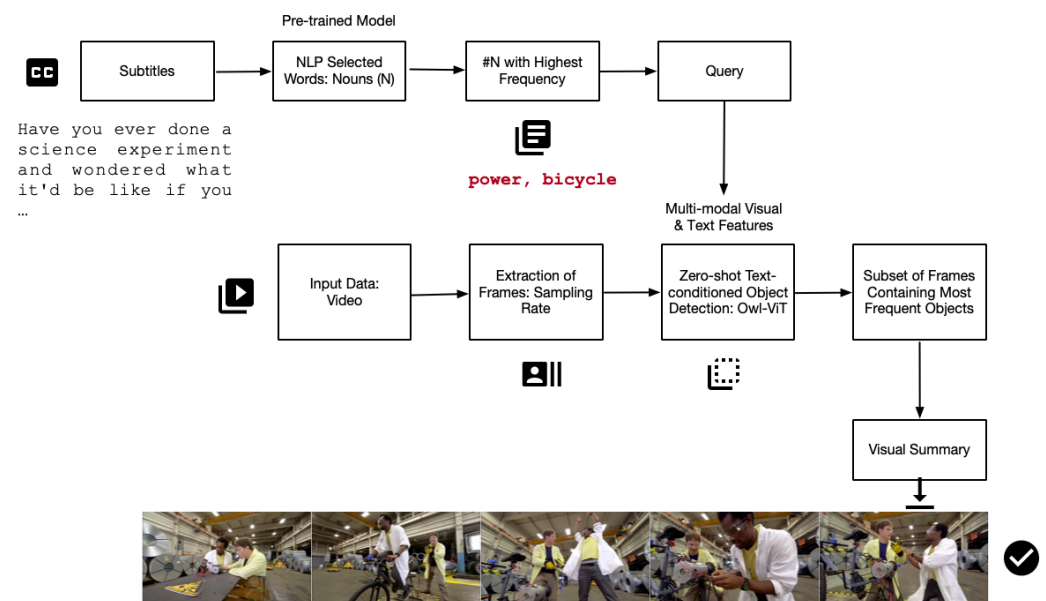 Pre-trained Model
CC
Subtitles
NLP Selected
Words: Nouns (N)
#N with Highest
Frequency
Query
Have you ever done a
science experiment
and wondered what
it'd be like if you
…
power, bicycle
Multi-modal Visual
& Text Features
Input Data:
Video
Extraction of
Frames: Sampling
Rate
Zero-shot Text-
conditioned Object
Detection: Owl-ViT
Subset of Frames
Containing Most
Frequent Objects
Visual Summary